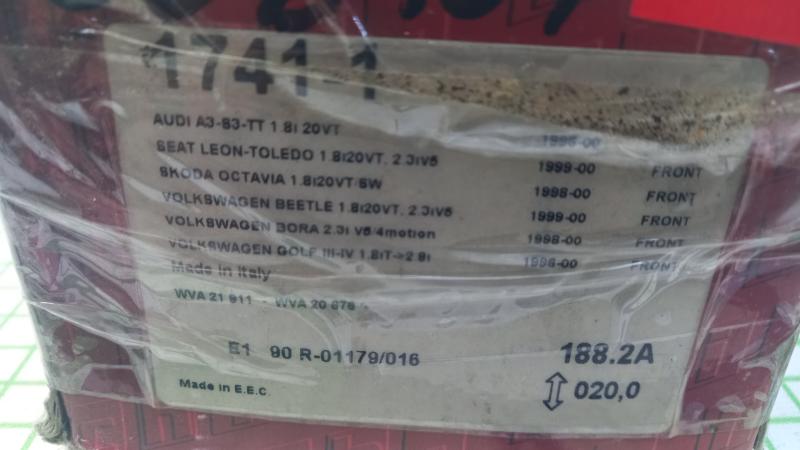 1741-1
AUDI A3-S3-TT 1.8i 20VT 1996-00 FRONT
SEAT LEON-TOLEDO 1.8i20VT. 2.3iV5 1999-00 FRONT
SKODA OCTAVIA 1.8i20VT/SW 1998-00 FRONT
VOLKSWAGEN BEETLE 1.8i20VT. 2.3iV5 1999-00 FRONT
VOLKSWAGEN BORA 2.3i V5/4motion 1998-00 FRONT
VOLKSWAGEN GOLF III-IV 1.8iT->2.9i
Made in Italy
WVA 21 911 - WVA 20 676
E1 90 R-01179/016 188.2A
Made in E.E.C. 020,0